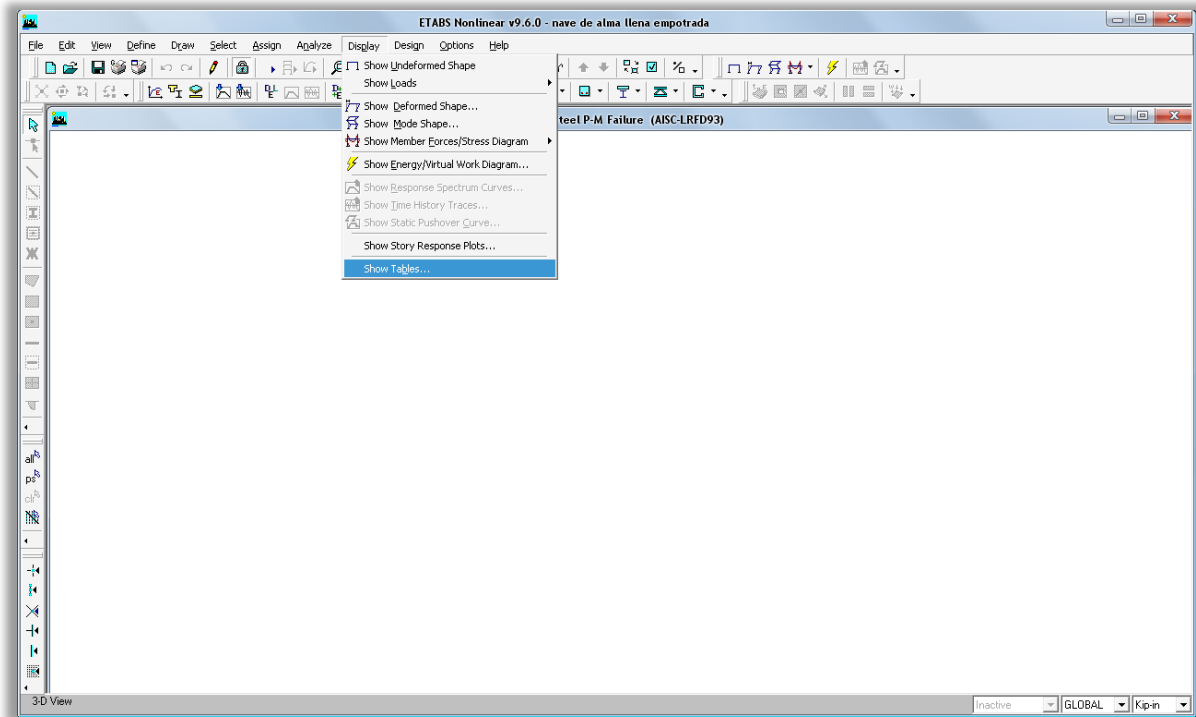 ETABS Nonlinear v9.6.0 - nave de alma llena empotrada
File Edit View Define Draw Select Assign Analyze Display Design Options Help
Show Undeformed Shape
Show Loads
Show Deformed Shape...
Show Mode Shape...
Show Member Forces/Stress Diagram
Show Energy/Virtual Work Diagram...
Show Response Spectrum Curves...
Show Time History Traces...
Show Static Pushover Curve...
Show Story Response Plots...
Show Tables...
teel P-M Failure (AISC-LRFD93)
all
ps
clr
3-D View
Inactive
GLOBAL
Kip-in